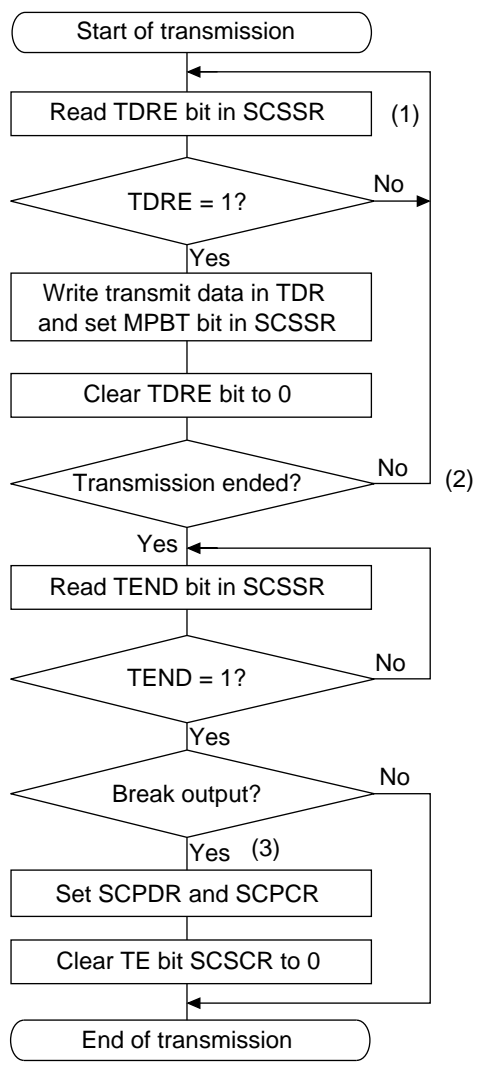 Start of transmission
Read TDRE bit in SCSSR
(1)
TDRE = 1?
No
Yes
Write transmit data in TDR
and set MPBT bit in SCSSR
Clear TDRE bit to 0
Transmission ended?
No
(2)
Yes
Read TEND bit in SCSSR
TEND = 1?
No
Yes
Break output?
No
Yes
(3)
Set SCPDR and SCPCR
Clear TE bit SCSCR to 0
End of transmission